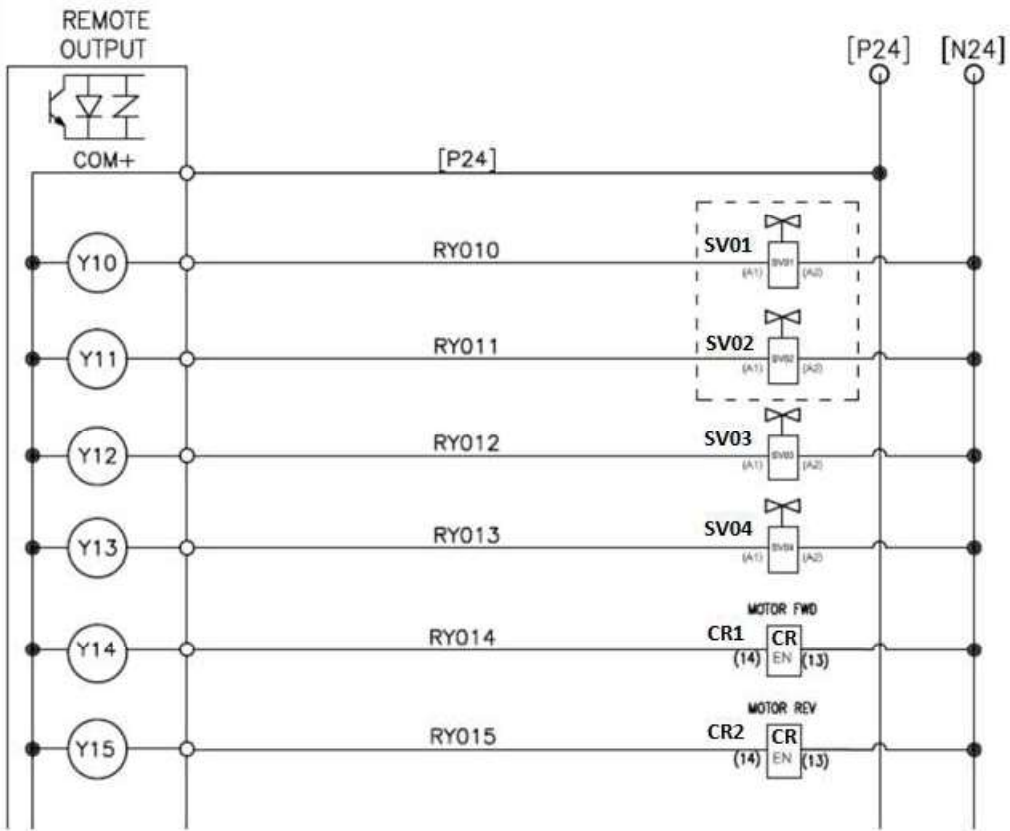 REMOTE
OUTPUT
[P24] [N24]
COM+
[P24]
Y10 RY010 SV01 SV01 (A1) (A2)
Y11 RY011 SV02 SV02 (A1) (A2)
Y12 RY012 SV03 SV03 (A1) (A2)
Y13 RY013 SV04 SV04 (A1) (A2)
MOTOR FWD
Y14 RY014 CR1 CR
(14) EN (13)
MOTOR REV
Y15 RY015 CR2 CR
(14) EN (13)